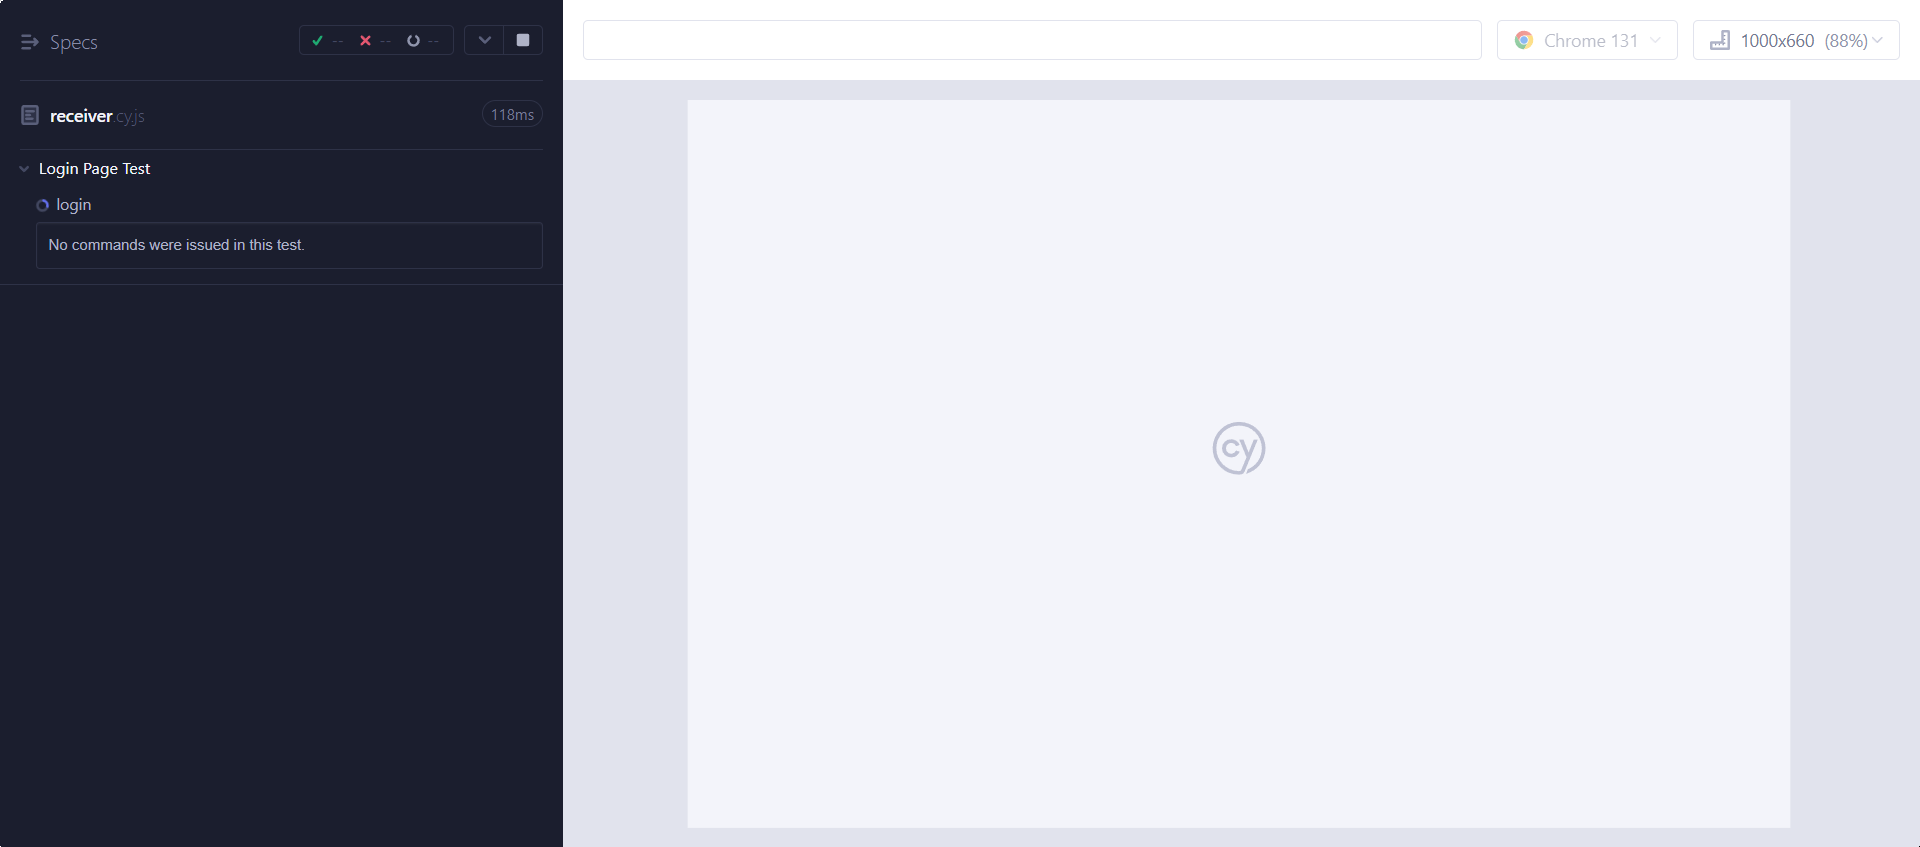 Specs
-- -- --
receiver.cy.js
118ms
Login Page Test
login
No commands were issued in this test.
Chrome 131
1000x660 (88%)
cy